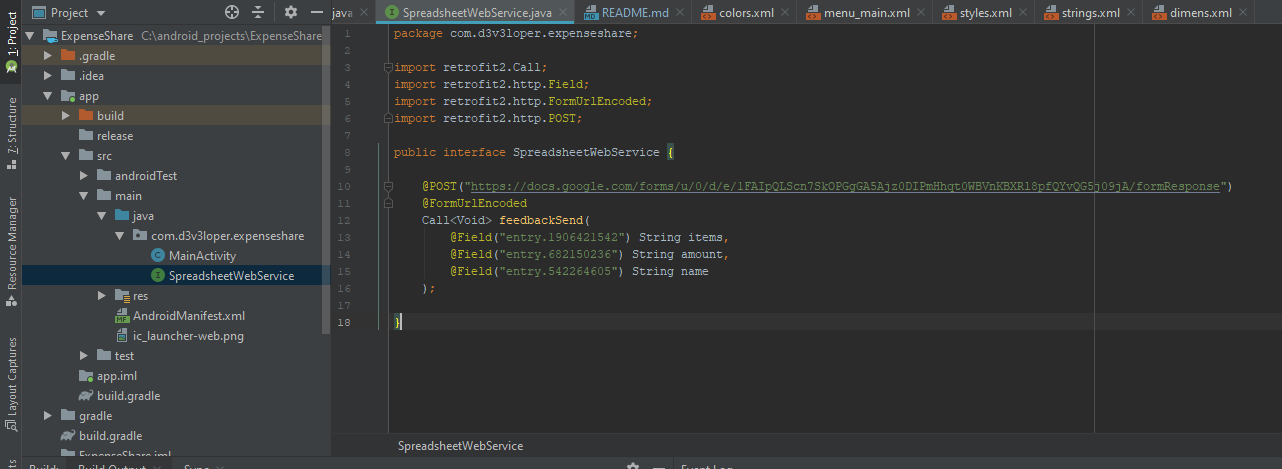 Project
java
SpreadsheetWebService.java
README.md
colors.xml
menu_main.xml
styles.xml
strings.xml
dimens.xml
1: Project
7: Structure
Resource Manager
Layout Captures
ExpenseShare C:\android_projects\ExpenseShare
.gradle
.idea
app
build
release
src
androidTest
main
java
com.d3v3loper.expenseshare
MainActivity
SpreadsheetWebService
res
AndroidManifest.xml
ic_launcher-web.png
test
app.iml
build.gradle
gradle
build.gradle
ExpenseShare.iml
1 package com.d3v3loper.expenseshare;
2
3 import retrofit2.Call;
4 import retrofit2.http.Field;
5 import retrofit2.http.FormUrlEncoded;
6 import retrofit2.http.POST;
7
8 public interface SpreadsheetWebService {
9
10 @POST("https://docs.google.com/forms/u/0/d/e/1FAIpQLScn7SkOPGgGA5Ajz0DIPmHhqt0WBVnKBXRl8pfQYvQG5j09jA/formResponse")
11 @FormUrlEncoded
12 Call<Void> feedbackSend(
13 @Field("entry.1906421542") String items,
14 @Field("entry.682150236") String amount,
15 @Field("entry.542264605") String name
16 );
17
18 }
SpreadsheetWebService
Build: Build Output Sync
Event Log